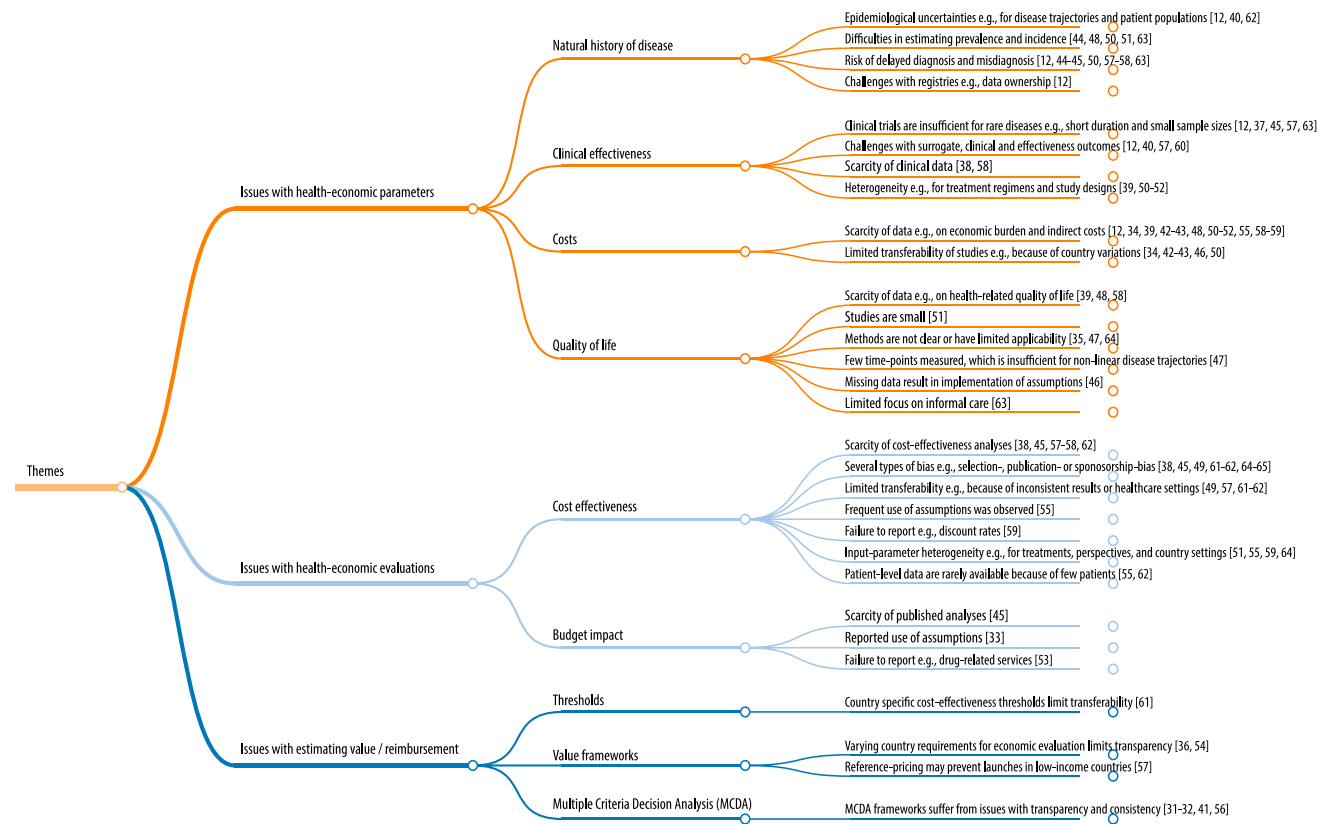 Themes
Issues with health-economic parameters
Natural history of disease
Epidemiological uncertainties e.g., for disease trajectories and patient populations [12, 40, 62]
Difficulties in estimating prevalence and incidence [44, 48, 50, 51, 63]
Risk of delayed diagnosis and misdiagnosis [12, 44-45, 50, 57-58, 63]
Challenges with registries e.g., data ownership [12]
Clinical effectiveness
Clinical trials are insufficient for rare diseases e.g., short duration and small sample sizes [12, 37, 45, 57, 63]
Challenges with surrogate, clinical and effectiveness outcomes [12, 40, 57, 60]
Scarcity of clinical data [38, 58]
Heterogeneity e.g., for treatment regimens and study designs [39, 50-52]
Costs
Scarcity of data e.g., on economic burden and indirect costs [12, 34, 39, 42-43, 48, 50-52, 55, 58-59]
Limited transferability of studies e.g., because of country variations [34, 42-43, 46, 50]
Quality of life
Scarcity of data e.g., on health-related quality of life [39, 48, 58]
Studies are small [51]
Methods are not clear or have limited applicability [35, 47, 64]
Few time-points measured, which is insufficient for non-linear disease trajectories [47]
Missing data result in implementation of assumptions [46]
Limited focus on informal care [63]
Issues with health-economic evaluations
Cost effectiveness
Scarcity of cost-effectiveness analyses [38, 45, 57-58, 62]
Several types of bias e.g., selection-, publication- or sponosorship-bias [38, 45, 49, 61-62, 64-65]
Limited transferability e.g., because of inconsistent results or healthcare settings [49, 57, 61-62]
Frequent use of assumptions was observed [55]
Failure to report e.g., discount rates [59]
Input-parameter heterogeneity e.g., for treatments, perspectives, and country settings [51, 55, 59, 64]
Patient-level data are rarely available because of few patients [55, 62]
Budget impact
Scarcity of published analyses [45]
Reported use of assumptions [33]
Failure to report e.g., drug-related services [53]
Issues with estimating value / reimbursement
Thresholds
Country specific cost-effectiveness thresholds limit transferability [61]
Value frameworks
Varying country requirements for economic evaluation limits transparency [36, 54]
Reference-pricing may prevent launches in low-income countries [57]
Multiple Criteria Decision Analysis (MCDA)
MCDA frameworks suffer from issues with transparency and consistency [31-32, 41, 56]